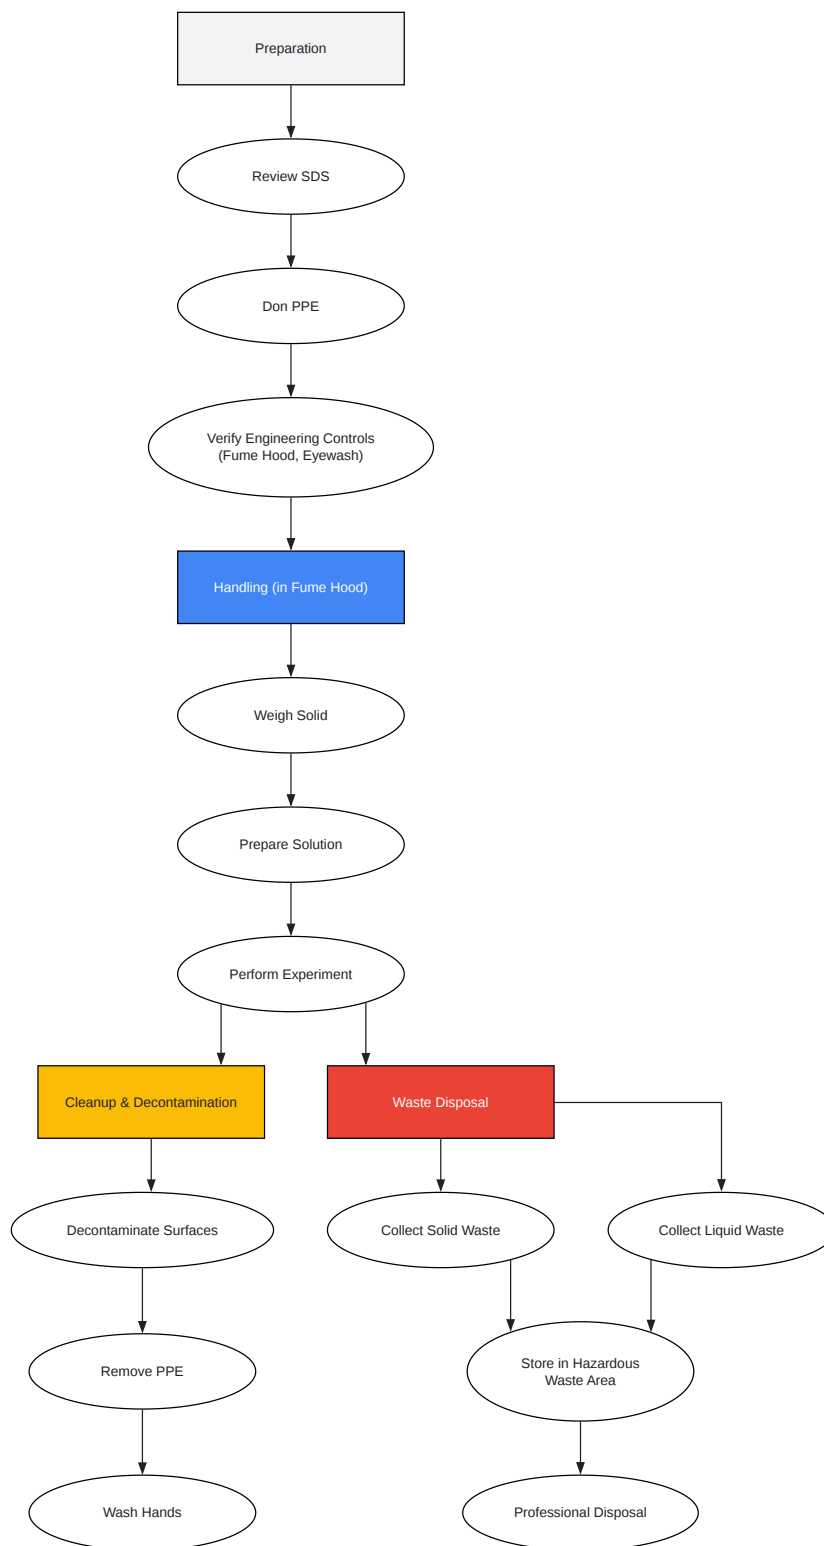 Preparation
Review SDS
Don PPE
Verify Engineering Controls
(Fume Hood, Eyewash)
Handling (in Fume Hood)
Weigh Solid
Prepare Solution
Perform Experiment
Cleanup & Decontamination
Waste Disposal
Decontaminate Surfaces
Collect Solid Waste
Collect Liquid Waste
Remove PPE
Store in Hazardous
Waste Area
Wash Hands
Professional Disposal